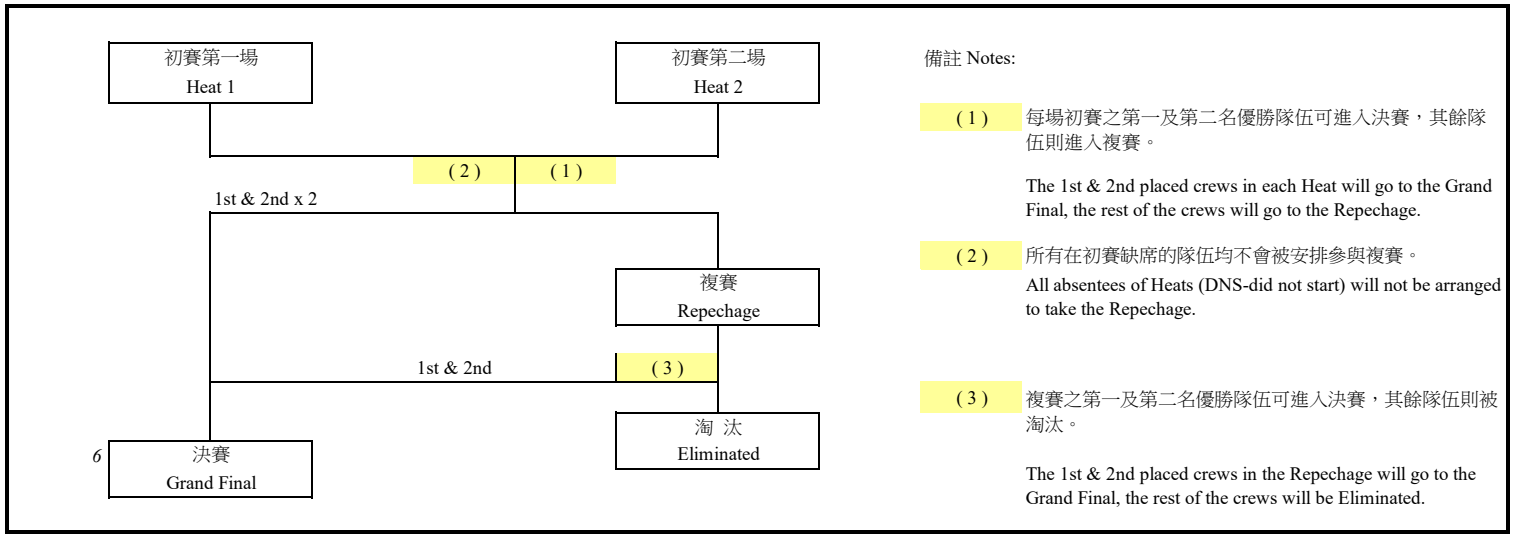 初賽第一場
Heat 1
初賽第二場
Heat 2
( 2 )
( 1 )
1st & 2nd x 2
複賽
Repechage
1st & 2nd
( 3 )
淘 汰
Eliminated
6
決賽
Grand Final
備註 Notes:
( 1 )
每場初賽之第一及第二名優勝隊伍可進入決賽，其餘隊
伍則進入複賽。
The 1st & 2nd placed crews in each Heat will go to the Grand
Final, the rest of the crews will go to the Repechage.
( 2 )
所有在初賽缺席的隊伍均不會被安排參與複賽。
All absentees of Heats (DNS-did not start) will not be arranged
to take the Repechage.
( 3 )
複賽之第一及第二名優勝隊伍可進入決賽，其餘隊伍則被
淘汰。
The 1st & 2nd placed crews in the Repechage will go to the
Grand Final, the rest of the crews will be Eliminated.